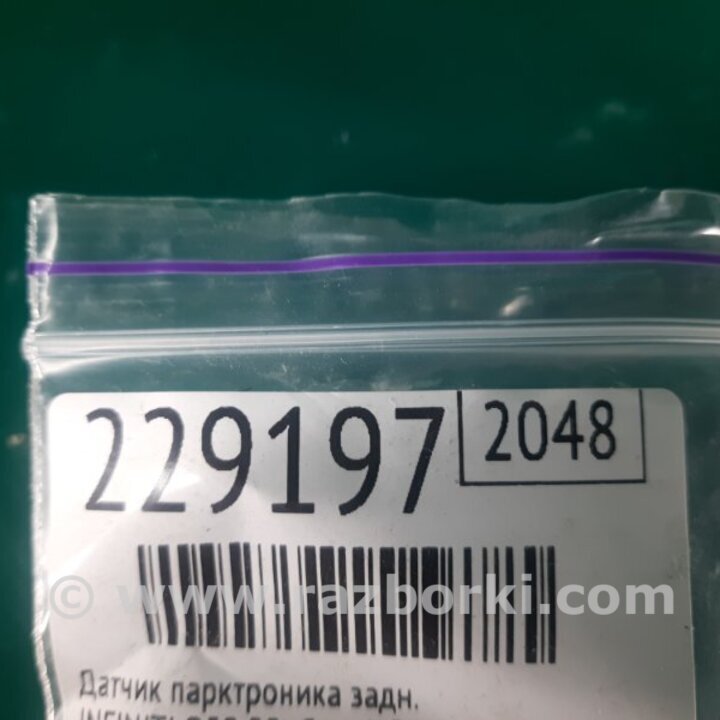 229197 2048
© www.razborki.com
Датчик парктроника задн.